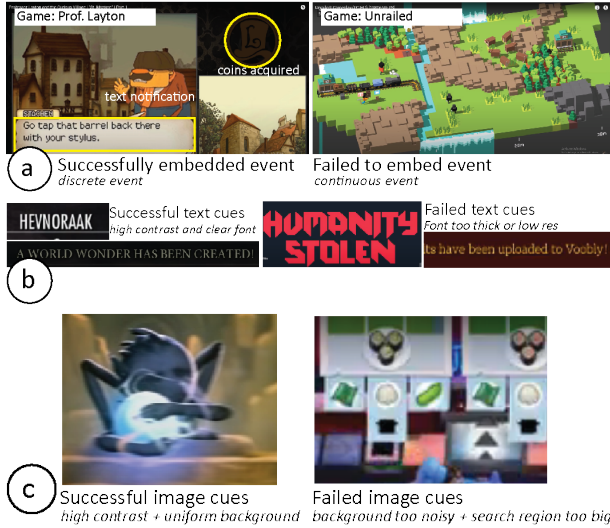 Game: Prof. Layton
Game: Unrailed
L
coins acquired
text notification
STACHEN
Go tap that barrel back there
with your stylus.
a
Successfully embedded event
discrete event
Failed to embed event
continuous event
HEVNORAAK
Successful text cues
high contrast and clear font
A WORLD WONDER HAS BEEN CREATED!
HUMANITY
STOLEN
Failed text cues
Font too thick or low res
lts have been uploaded to Voobly!
b
c
Successful image cues
high contrast + uniform background
Failed image cues
background too noisy + search region too big